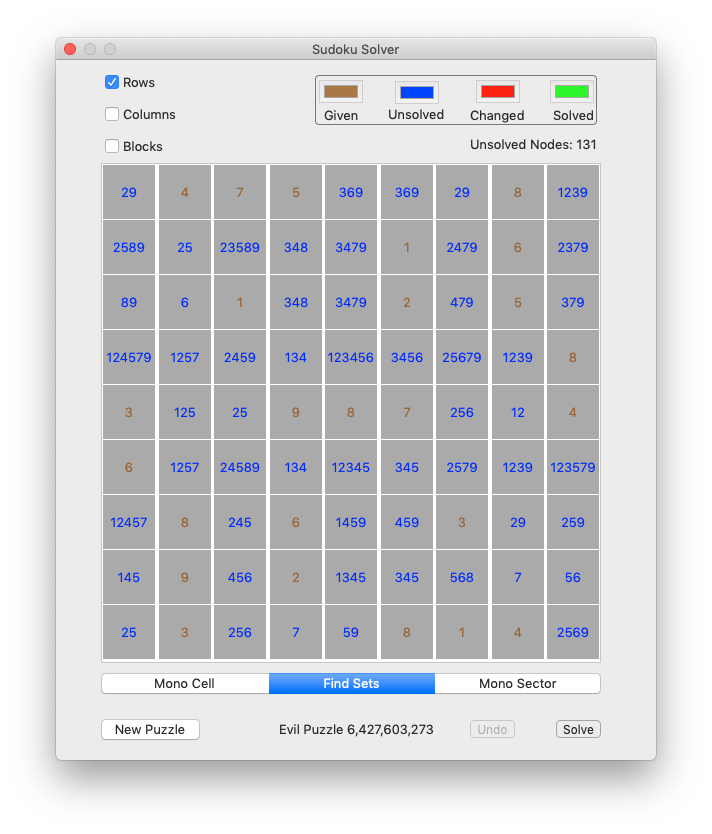 Sudoku Solver
Rows
Columns
Blocks
Given Unsolved Changed Solved
Unsolved Nodes: 131
29 4 7 5 369 369 29 8 1239
2589 25 23589 348 3479 1 2479 6 2379
89 6 1 348 3479 2 479 5 379
124579 1257 2459 134 123456 3456 25679 1239 8
3 125 25 9 8 7 256 12 4
6 1257 24589 134 12345 345 2579 1239 123579
12457 8 245 6 1459 459 3 29 259
145 9 456 2 1345 345 568 7 56
25 3 256 7 59 8 1 4 2569
Mono Cell Find Sets Mono Sector
New Puzzle Evil Puzzle 6,427,603,273 Undo Solve